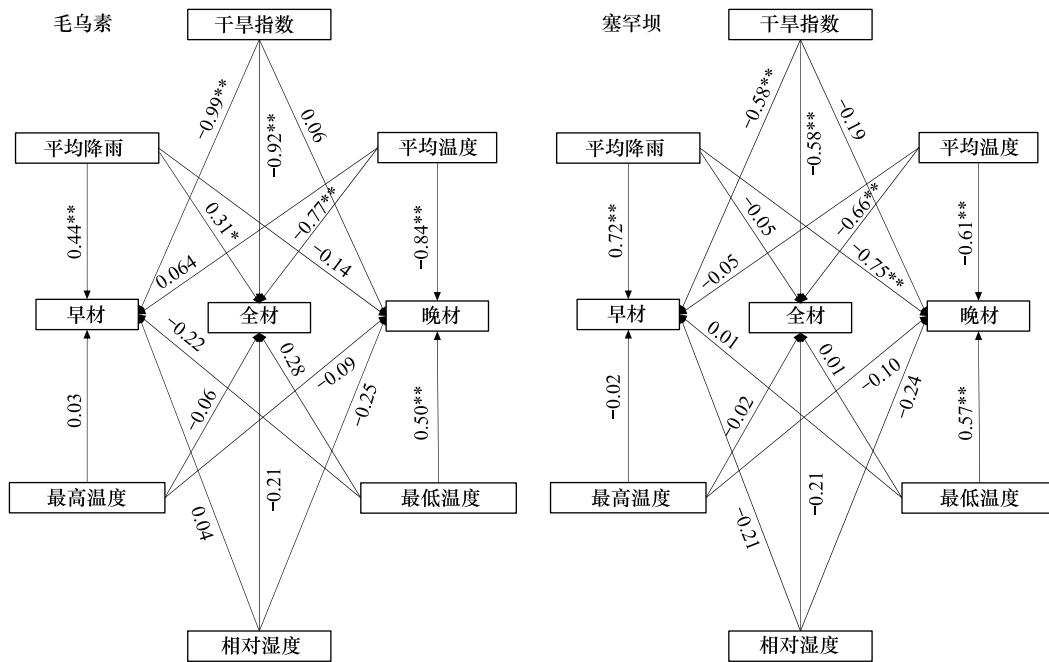 毛乌素
干旱指数
−0.99**
−0.92**
0.06
平均降雨
平均温度
0.44**
0.31*
−0.77**
−0.84**
0.064
−0.14
早材
全材
晚材
−0.22
0.28
−0.09
0.03
−0.06
−0.25
0.50**
最高温度
最低温度
0.04
−0.21
相对湿度
塞罕坝
干旱指数
−0.58**
−0.58**
−0.19
平均降雨
平均温度
0.72**
−0.05
−0.66**
−0.61**
−0.05
−0.75**
早材
全材
晚材
0.01
0.01
−0.10
−0.02
−0.02
−0.24
0.57**
最高温度
最低温度
−0.21
−0.21
相对湿度